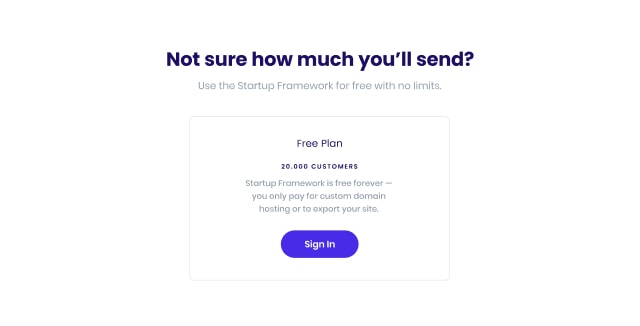 Not sure how much you’ll send?
Use the Startup Framework for free with no limits.
Free Plan
20.000 CUSTOMERS
Startup Framework is free forever —
you only pay for custom domain
hosting or to export your site.
Sign In